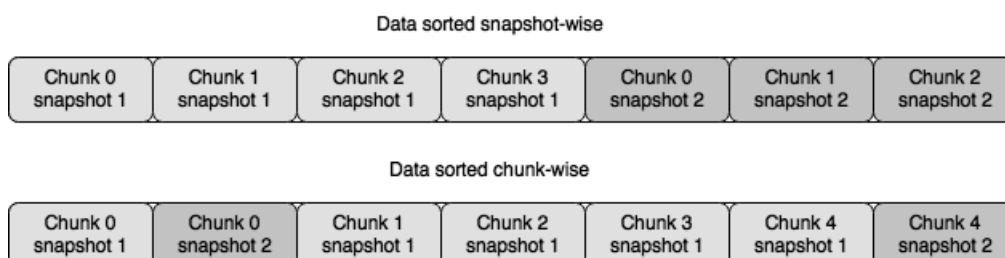 Data sorted snapshot-wise
Chunk 0 Chunk 1 Chunk 2 Chunk 3 Chunk 0 Chunk 1 Chunk 2
snapshot 1 snapshot 1 snapshot 1 snapshot 1 snapshot 2 snapshot 2 snapshot 2
Data sorted chunk-wise
Chunk 0 Chunk 0 Chunk 1 Chunk 2 Chunk 3 Chunk 4 Chunk 4
snapshot 1 snapshot 2 snapshot 1 snapshot 1 snapshot 1 snapshot 1 snapshot 2